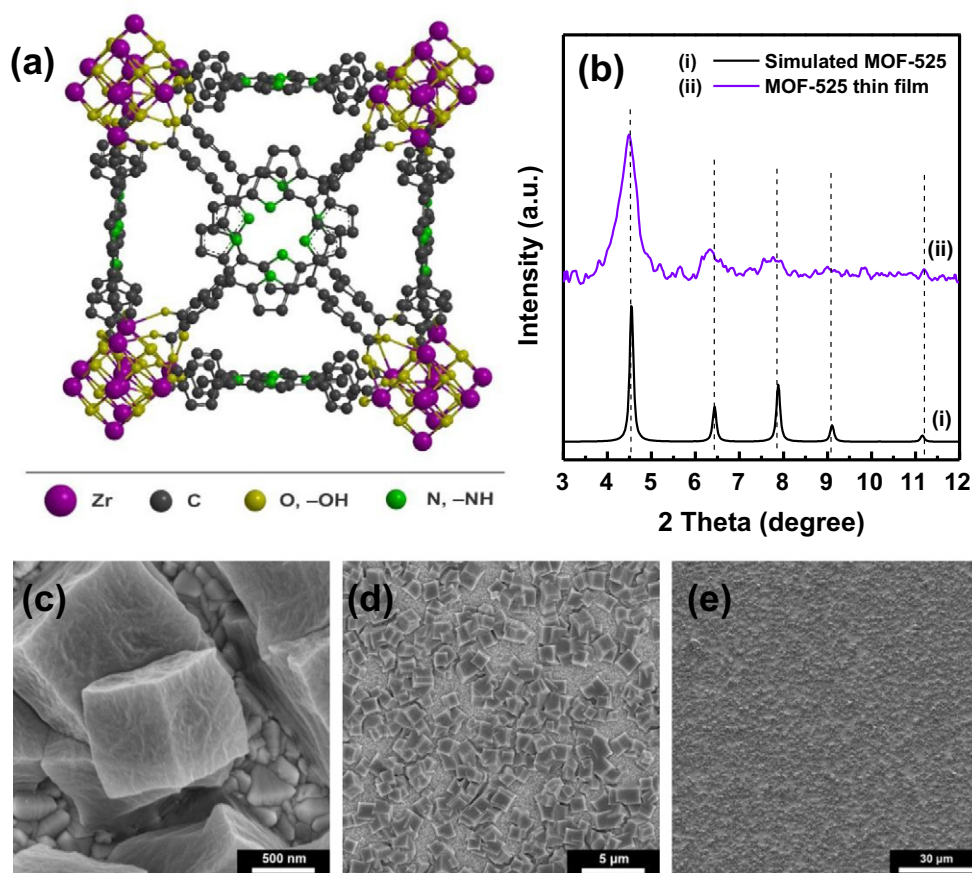 (a)
Zr C O, –OH N, –NH
(b)
(i) Simulated MOF-525
(ii) MOF-525 thin film
Intensity (a.u.)
(ii)
(i)
3 4 5 6 7 8 9 10 11 12
2 Theta (degree)
(c)
500 nm
(d)
5 µm
(e)
30 µm